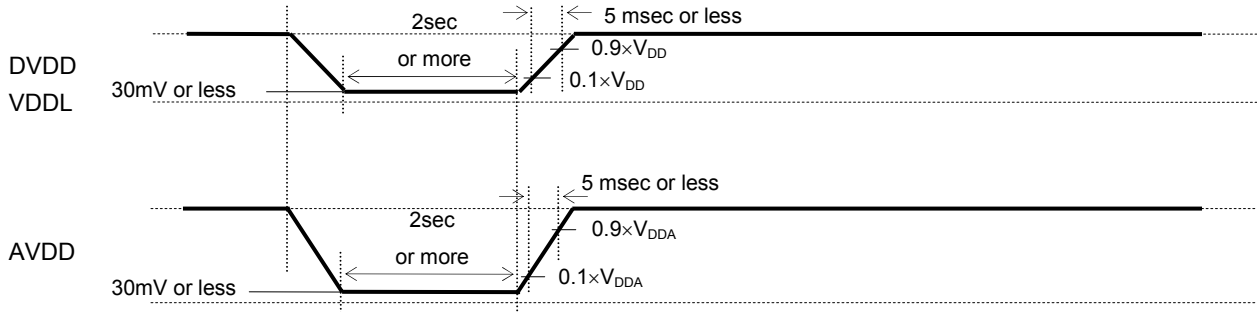 2sec
5 msec or less
0.9×VDD
DVDD
or more
0.1×VDD
30mV or less
VDDL
5 msec or less
2sec
0.9×VDDA
AVDD
or more
0.1×VDDA
30mV or less